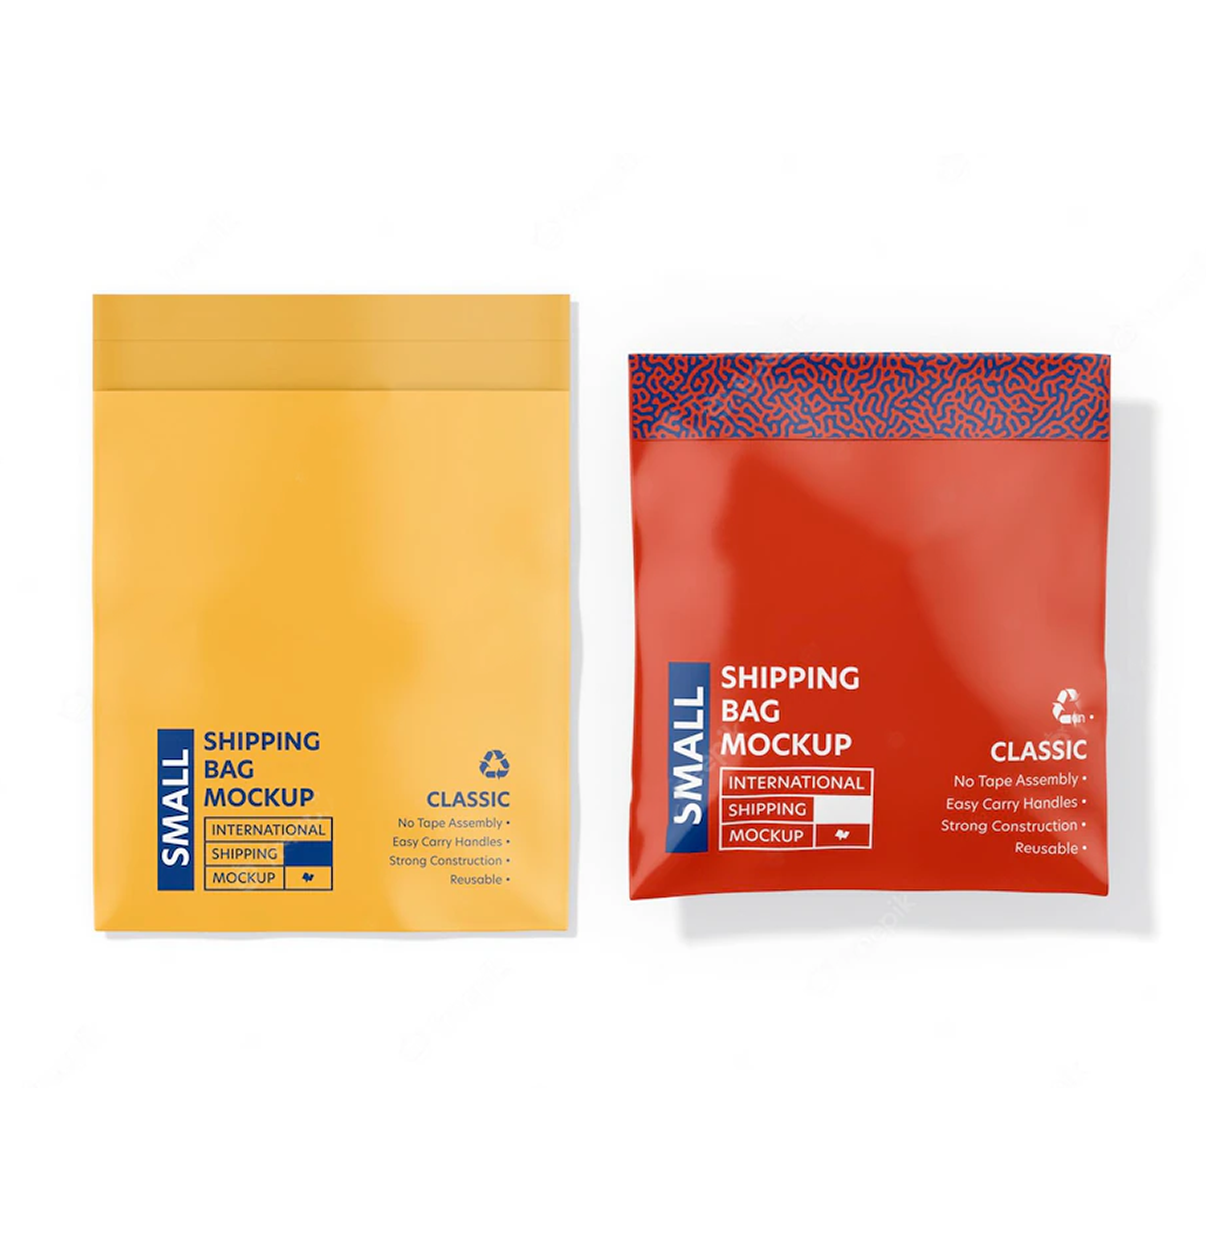 SMALL
SHIPPING
BAG
MOCKUP
INTERNATIONAL
SHIPPING
MOCKUP
CLASSIC
No Tape Assembly •
Easy Carry Handles •
Strong Construction •
Reusable •
SMALL
SHIPPING
BAG
MOCKUP
INTERNATIONAL
SHIPPING
MOCKUP
CLASSIC
No Tape Assembly •
Easy Carry Handles •
Strong Construction •
Reusable •